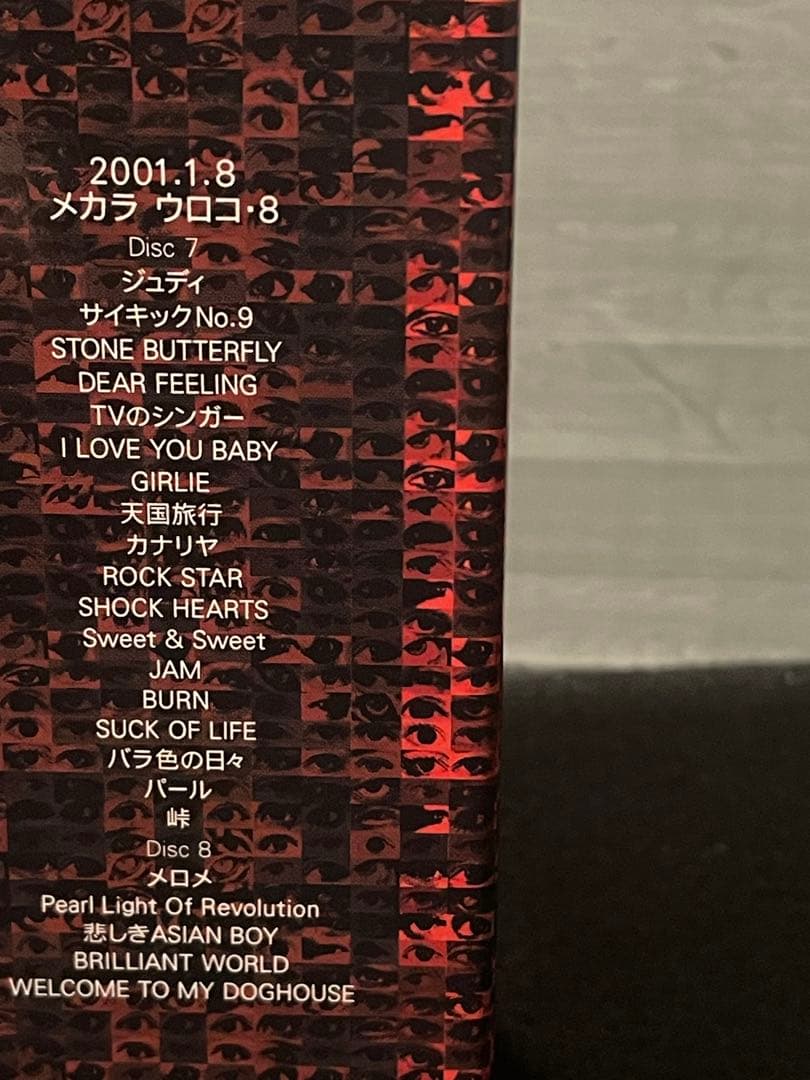 2001.1.8
メカラ ウロコ・8
Disc 7
ジュディ
サイキックNo.9
STONE BUTTERFLY
DEAR FEELING
TVのシンガー
I LOVE YOU BABY
GIRLIE
天国旅行
カナリヤ
ROCK STAR
SHOCK HEARTS
Sweet & Sweet
JAM
BURN
SUCK OF LIFE
バラ色の日々
パール
峠
Disc 8
メロメ
Pearl Light Of Revolution
悲しきASIAN BOY
BRILLIANT WORLD
WELCOME TO MY DOGHOUSE